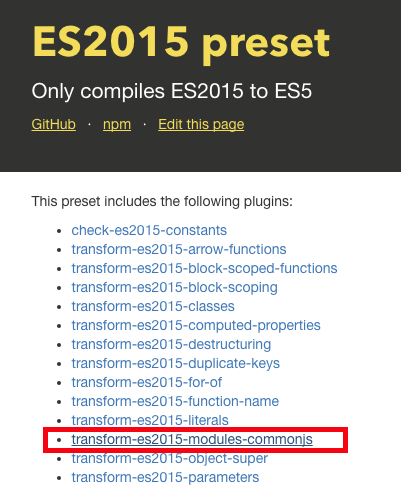 ES2015 preset
Only compiles ES2015 to ES5
GitHub · npm · Edit this page
This preset includes the following plugins:
• check-es2015-constants
• transform-es2015-arrow-functions
• transform-es2015-block-scoped-functions
• transform-es2015-block-scoping
• transform-es2015-classes
• transform-es2015-computed-properties
• transform-es2015-destructuring
• transform-es2015-duplicate-keys
• transform-es2015-for-of
• transform-es2015-function-name
• transform-es2015-literals
• transform-es2015-modules-commonjs
• transform-es2015-object-super
• transform-es2015-parameters